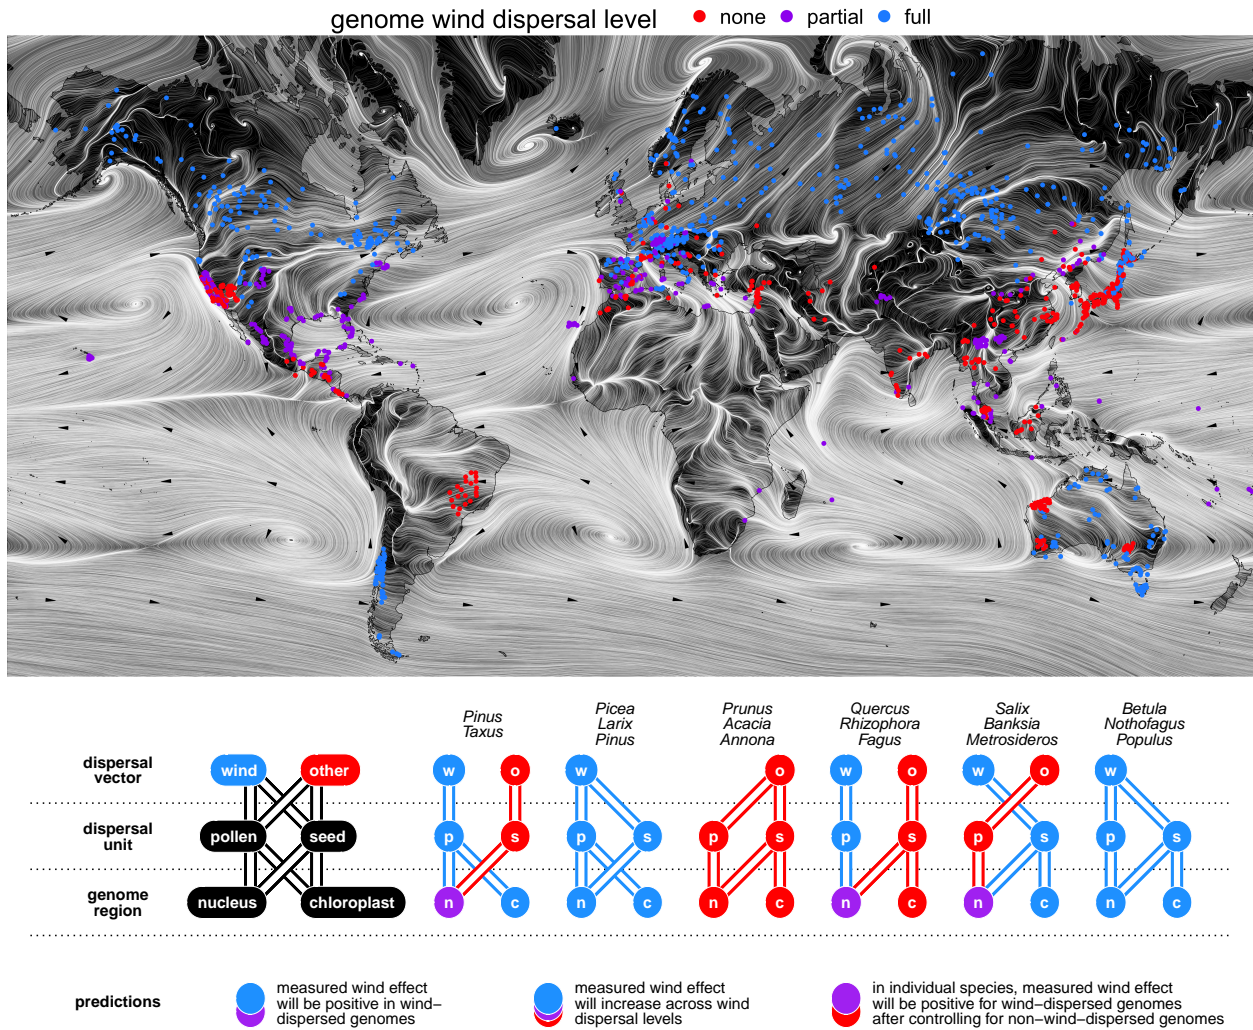 genome wind dispersal level none partial full
Pinus
Taxus
Picea
Larix
Pinus
Prunus
Acacia
Annona
Quercus
Rhizophora
Fagus
Salix
Banksia
Metrosideros
Betula
Nothofagus
Populus
dispersal
vector
wind other w o w o w o w o w
dispersal
unit
pollen seed p s p s p s p s p s p s
genome
region
nucleus chloroplast n c n c n c n c n c n c
predictions
measured wind effect
will be positive in wind–
dispersed genomes
measured wind effect
will increase across wind
dispersal levels
in individual species, measured wind effect
will be positive for wind–dispersed genomes
after controlling for non–wind–dispersed genomes